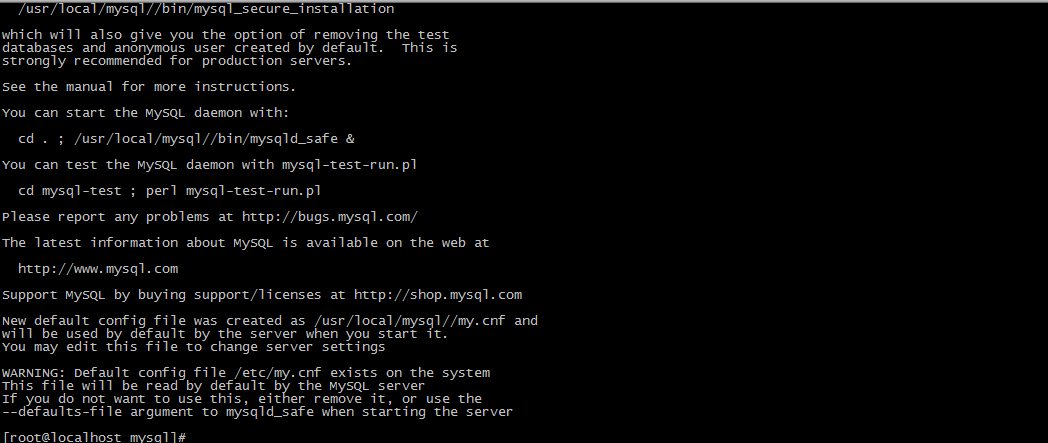 /usr/local/mysql//bin/mysql_secure_installation
which will also give you the option of removing the test
databases and anonymous user created by default.  This is
strongly recommended for production servers.
See the manual for more instructions.
You can start the MySQL daemon with:
cd . ; /usr/local/mysql//bin/mysqld_safe &
You can test the MySQL daemon with mysql-test-run.pl
cd mysql-test ; perl mysql-test-run.pl
Please report any problems at http://bugs.mysql.com/
The latest information about MySQL is available on the web at
http://www.mysql.com
Support MySQL by buying support/licenses at http://shop.mysql.com
New default config file was created as /usr/local/mysql//my.cnf and
will be used by default by the server when you start it.
You may edit this file to change server settings
WARNING: Default config file /etc/my.cnf exists on the system
This file will be read by default by the MySQL server
If you do not want to use this, either remove it, or use the
--defaults-file argument to mysqld_safe when starting the server
[root@localhost mysql]#